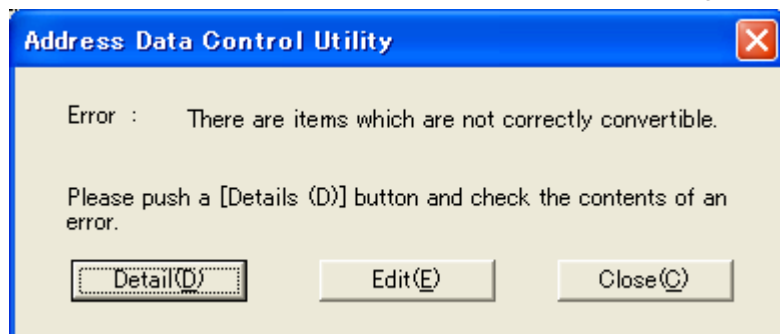 Address Data Control Utility
Error : There are items which are not correctly convertible.
Please push a [Details (D)] button and check the contents of an
error.
Detail(D) Edit(E) Close(C)